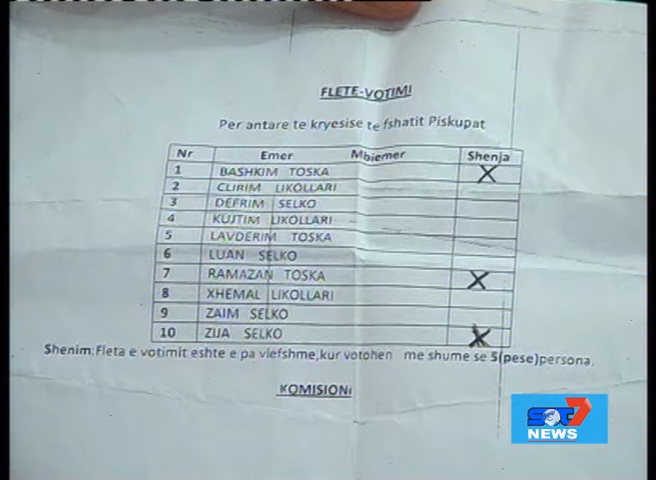 FLETE-VOTIMI
Per antare te kryesise te fshatit Piskupat
Nr Emer Mbiemer Shenja
1 BASHKIM TOSKA X
2 CLIRIM LIKOLLARI
3 DEFRIM SELKO
4 KUJTIM LIKOLLARI
5 LAVDERIM TOSKA
6 LUAN SELKO
7 RAMAZAN TOSKA X
8 XHEMAL LIKOLLARI
9 ZAIM SELKO
10 ZIJA SELKO X
Shenim:Fleta e votimit eshte e pa vlefshme,kur votohen me shume se 5(pese)persona.
KOMISIONI
SOT7
NEWS